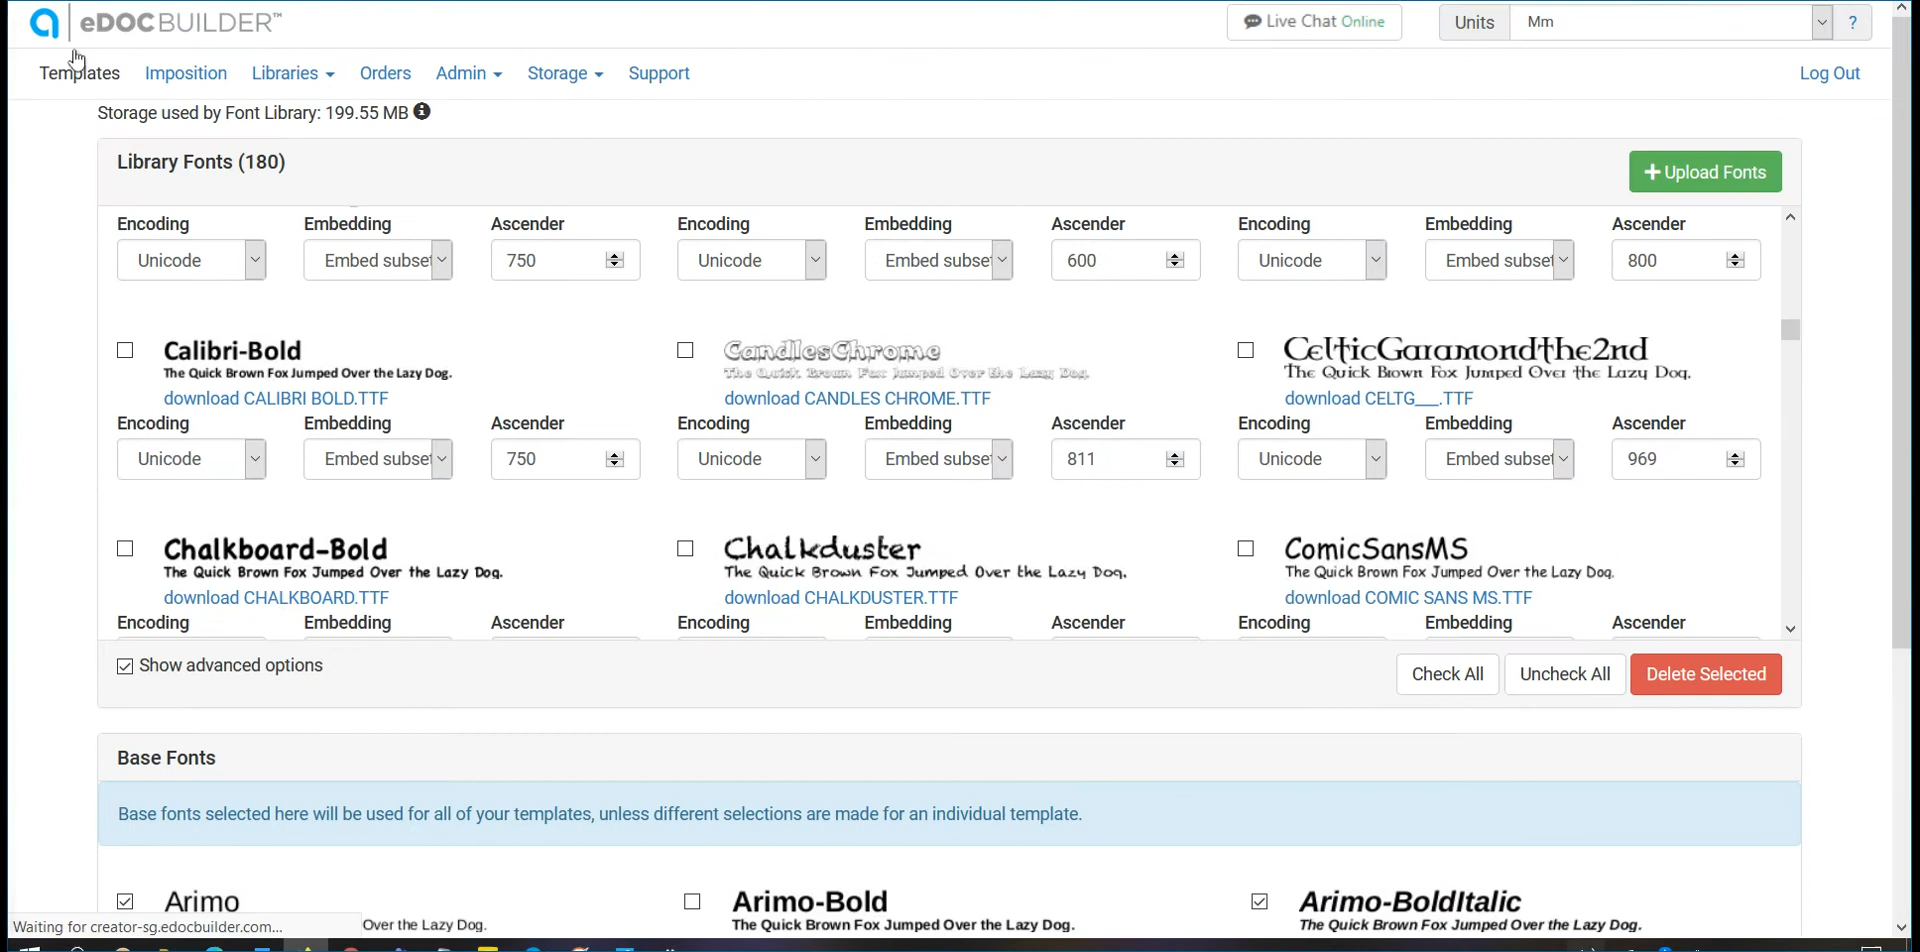 eDOCBUILDER™
Live Chat Online
Units Mm ?
Templates Imposition Libraries Orders Admin Storage Support Log Out
Storage used by Font Library: 199.55 MB
Library Fonts (180)
Upload Fonts
Encoding Embedding Ascender Encoding Embedding Ascender Encoding Embedding Ascender
Unicode Embed subset 750 Unicode Embed subse 600 Unicode Embed subset 800
Calibri-Bold CandlesChrome CelticGaramondthe2nd
The Quick Brown Fox Jumped Over the Lazy Dog. The Quick Brown Fox Jumped Over the Lazy Dog. The Quick Brown Fox Jumped Over the Lazy Dog.
download CALIBRI BOLD.TTF download CANDLES CHROME.TTF download CELTG___.TTF
Encoding Embedding Ascender Encoding Embedding Ascender Encoding Embedding Ascender
Unicode Embed subset 750 Unicode Embed subse 811 Unicode Embed subset 969
Chalkboard-Bold Chalkduster ComicSansMS
The Quick Brown Fox Jumped Over the Lazy Dog. The Quick Brown Fox Jumped Over the Lazy Dog. The Quick Brown Fox Jumped Over the Lazy Dog.
download CHALKBOARD.TTF download CHALKDUSTER.TTF download COMIC SANS MS.TTF
Encoding Embedding Ascender Encoding Embedding Ascender Encoding Embedding Ascender
Show advanced options
Check All Uncheck All Delete Selected
Base Fonts
Base fonts selected here will be used for all of your templates, unless different selections are made for an individual template.
Arimo Arimo-Bold Arimo-BoldItalic
Over the Lazy Dog. The Quick Brown Fox Jumped Over the Lazy Dog. The Quick Brown Fox Jumped Over the Lazy Dog.
Waiting for creator-sg.edocbuilder.com...